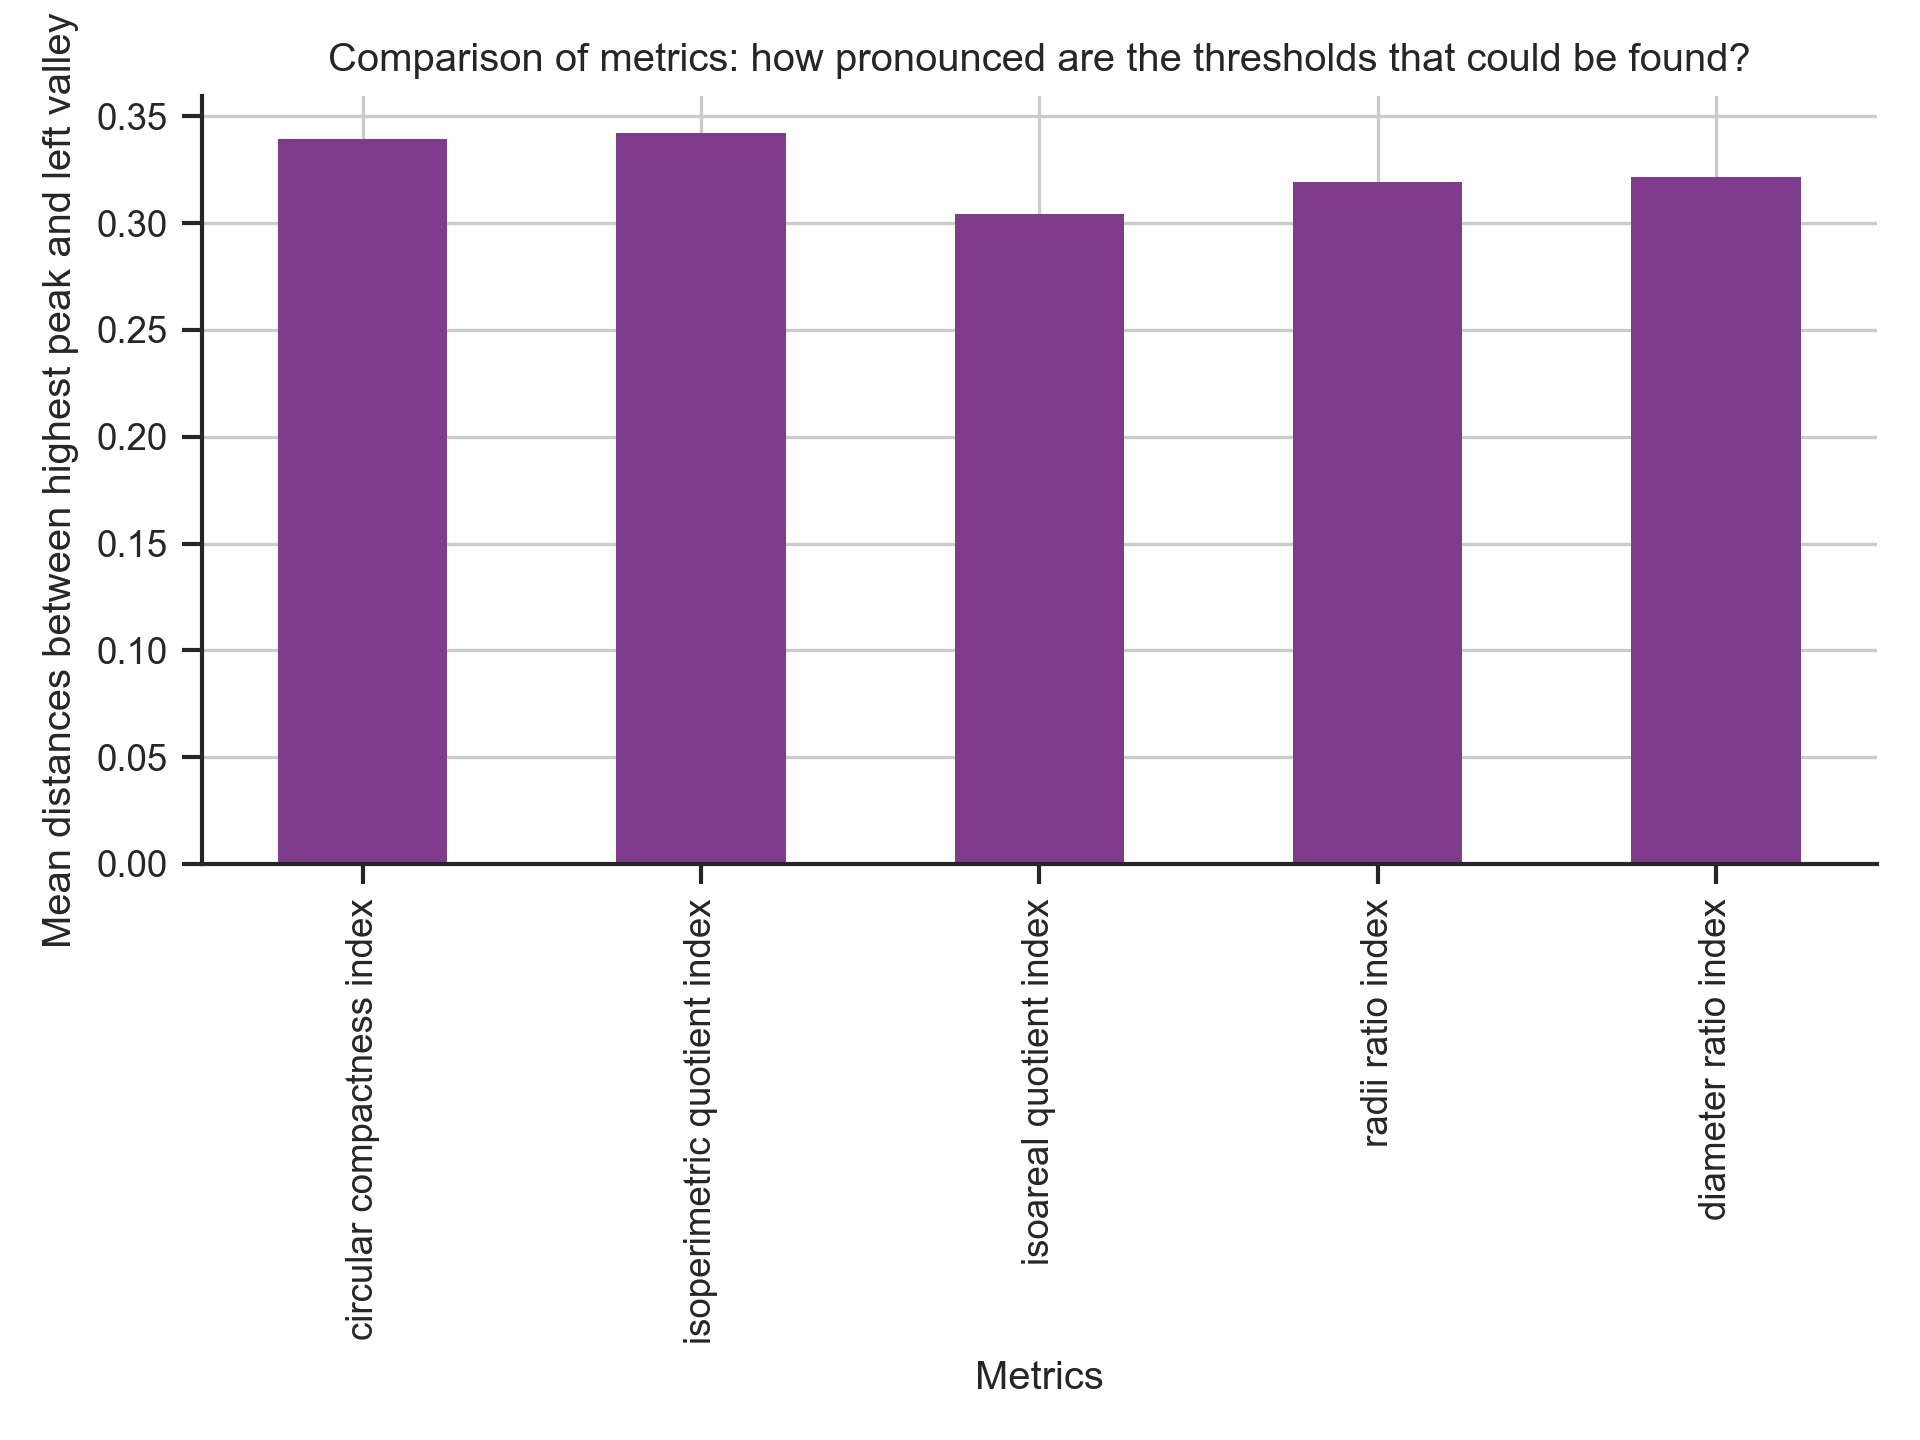 Comparison of metrics: how pronounced are the thresholds that could be found?
Mean distances between highest peak and left valley
0.35
0.30
0.25
0.20
0.15
0.10
0.05
0.00
circular compactness index
isoperimetric quotient index
isoareal quotient index
radii ratio index
diameter ratio index
Metrics